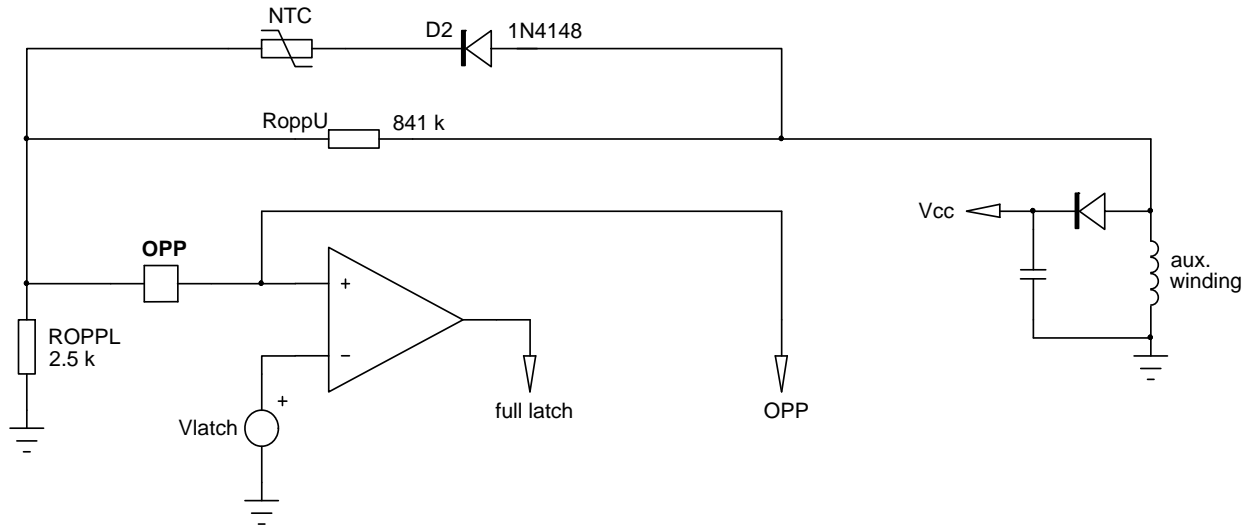 NTC
D2 1N4148
RoppU 841 k
Vcc
OPP
aux.
winding
+
ROPPL
2.5 k
−
+
full latch
OPP
Vlatch